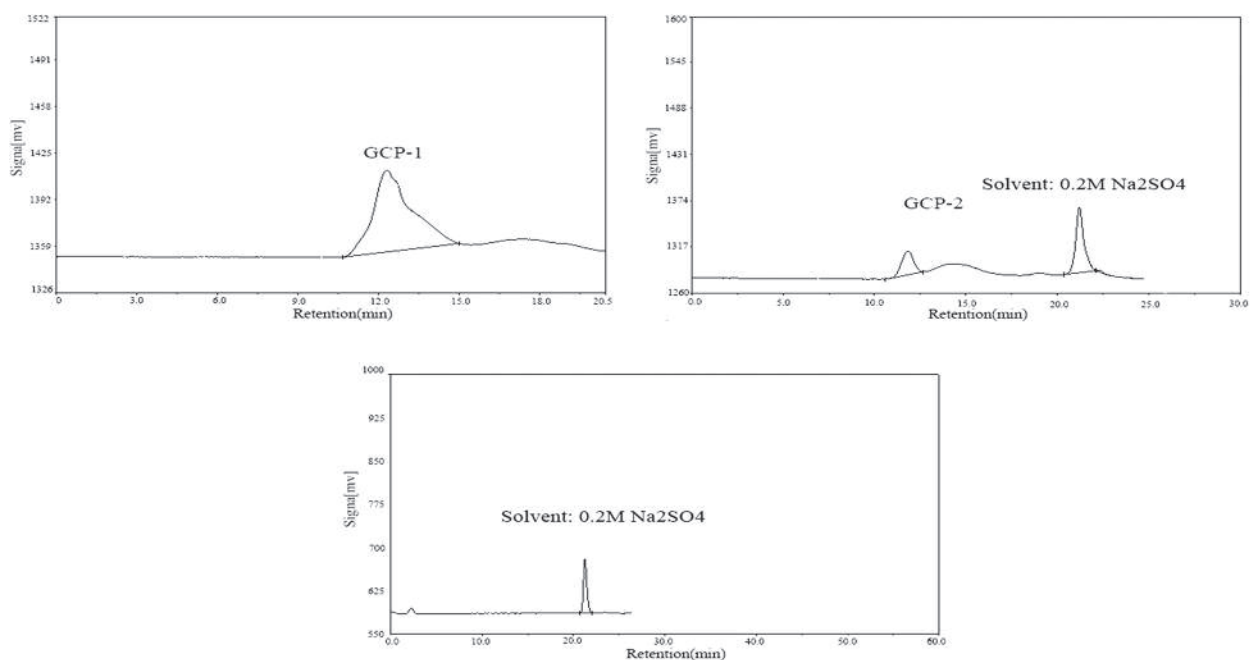 1522
1491
1458
1425
1392
1359
1326
Signa[mv]
GCP-1
0 3.0 6.0 9.0 12.0 15.0 18.0 20.5
Retention(min)
1600
1545
1488
1431
1374
1317
1260
Signa[mv]
GCP-2
Solvent: 0.2M Na2SO4
0.0 5.0 10.0 15.0 20.0 25.0 30.0
Retention(min)
1000
925
850
775
700
625
550
Signa[mv]
Solvent: 0.2M Na2SO4
0.0 10.0 20.0 30.0 40.0 50.0 60.0
Retention(min)